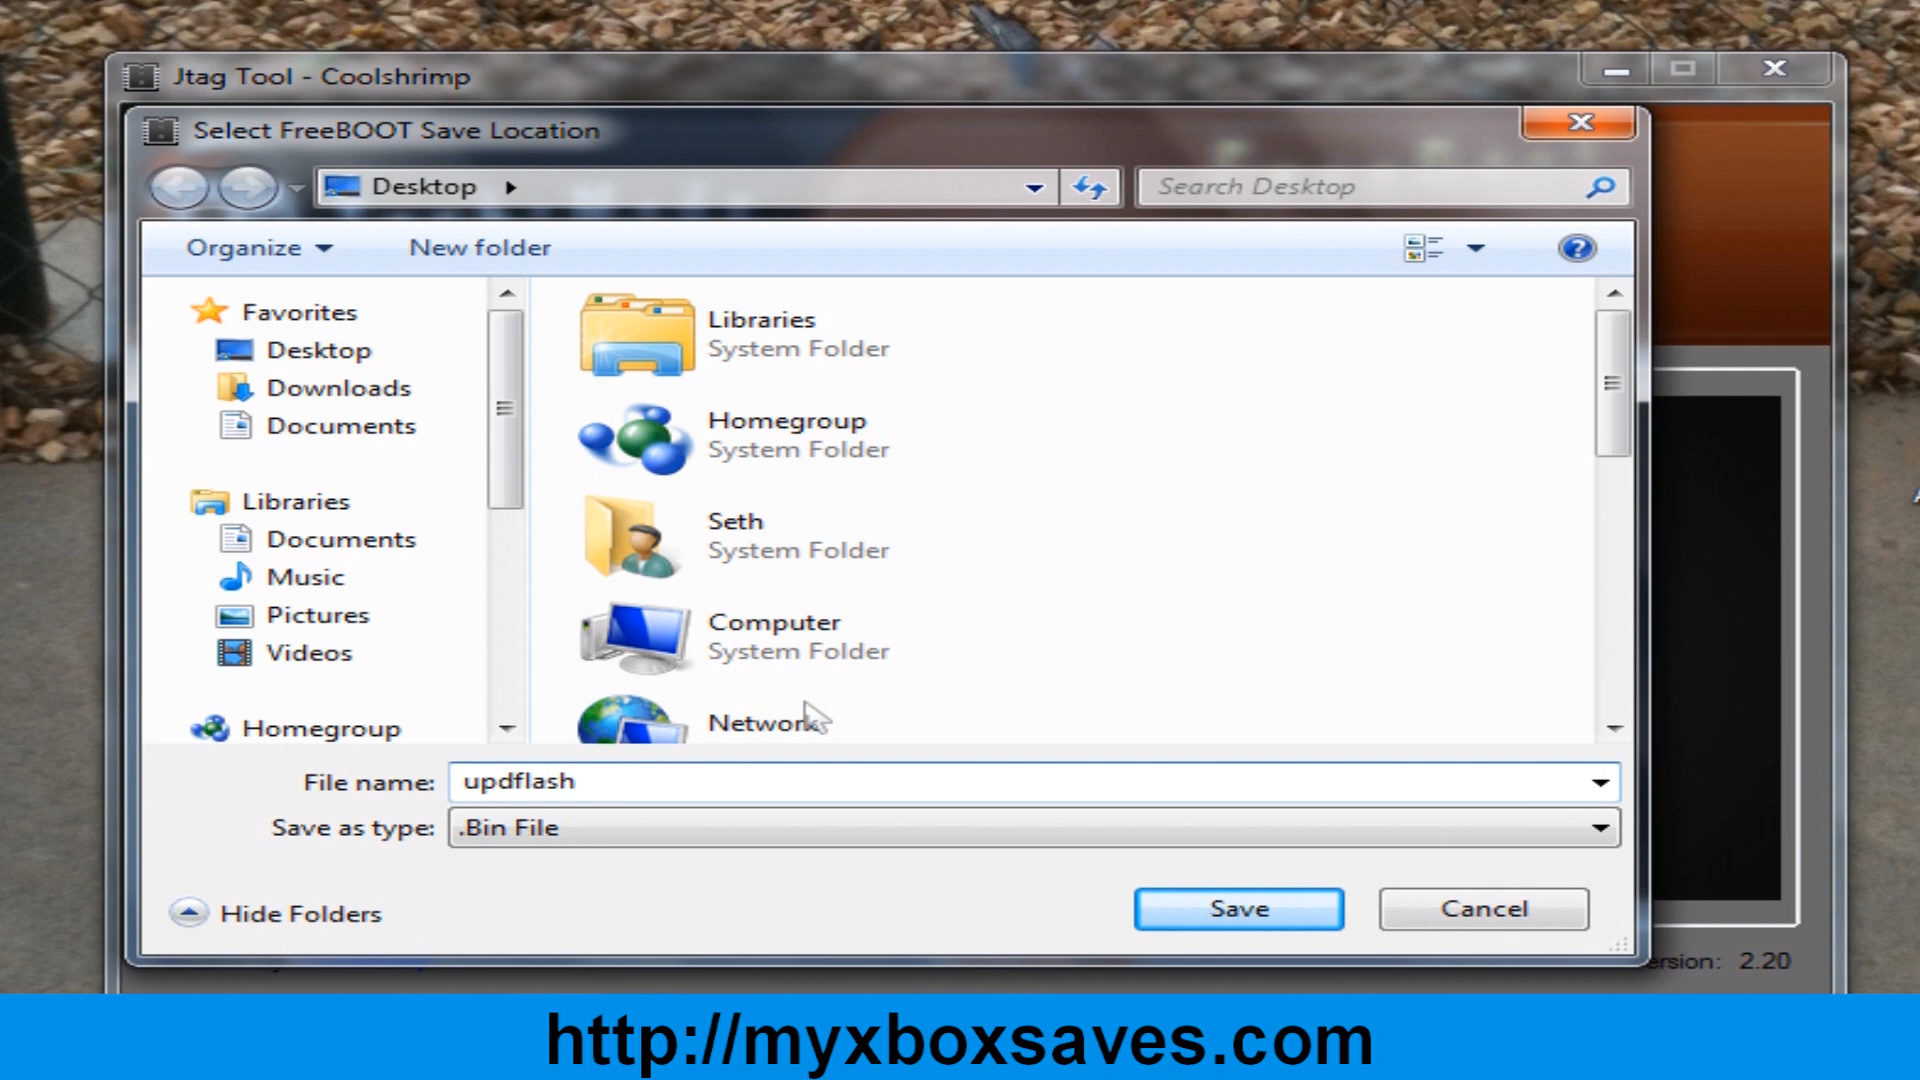 Jtag Tool - Coolshrimp
Select FreeBOOT Save Location
Desktop
Search Desktop
Organize
New folder
Favorites
Desktop
Downloads
Documents
Libraries
Documents
Music
Pictures
Videos
Homegroup
Libraries
System Folder
Homegroup
System Folder
Seth
System Folder
Computer
System Folder
Network
File name: updflash
Save as type: .Bin File
Hide Folders
Save
Cancel
ersion: 2.20
http://myxboxsaves.com